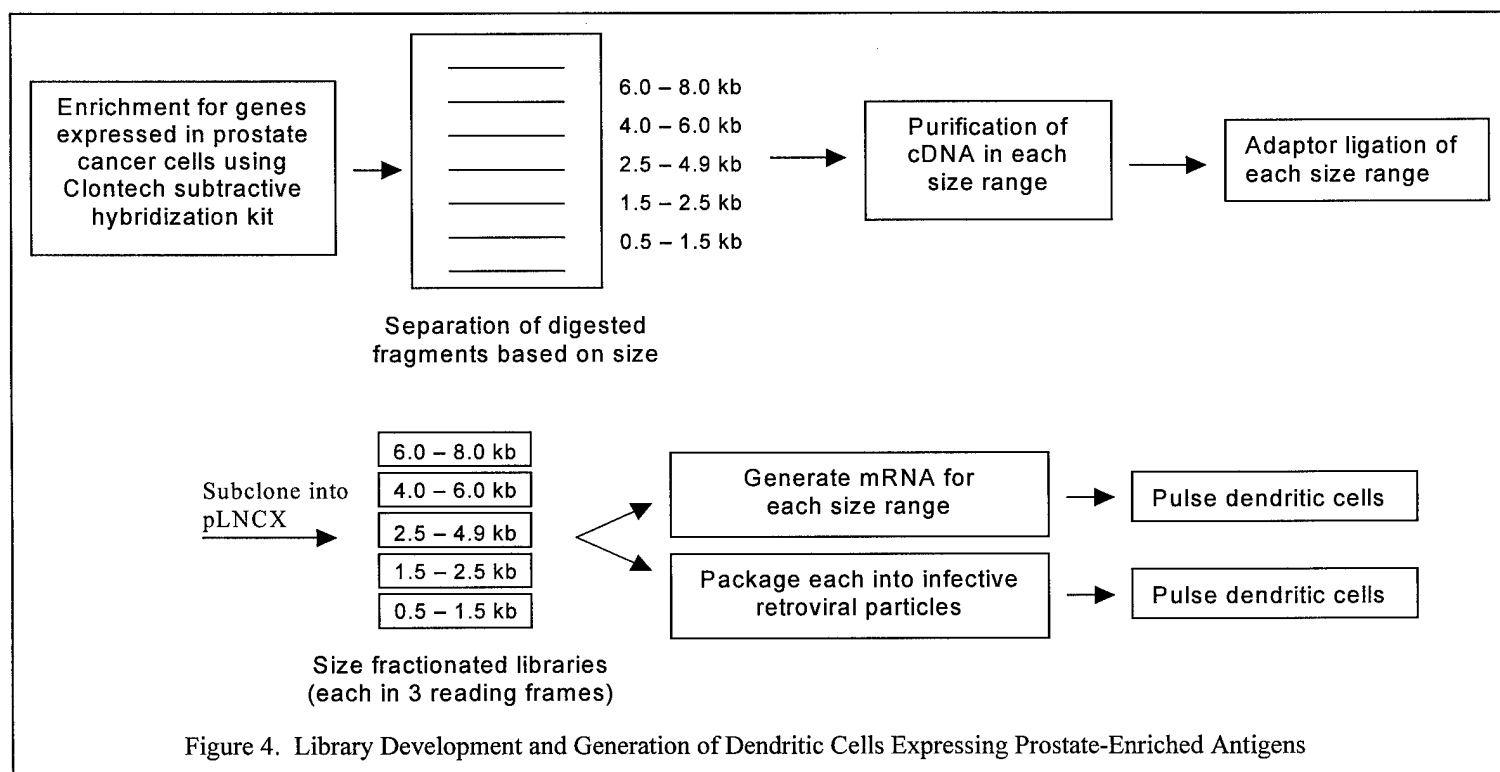 Enrichment for genes
expressed in prostate
cancer cells using
Clontech subtractive
hybridization kit
6.0 – 8.0 kb
4.0 – 6.0 kb
2.5 – 4.9 kb
1.5 – 2.5 kb
0.5 – 1.5 kb
Separation of digested
fragments based on size
Purification of
cDNA in each
size range
Adaptor ligation of
each size range
Subclone into
pLNCX
6.0 – 8.0 kb
4.0 – 6.0 kb
2.5 – 4.9 kb
1.5 – 2.5 kb
0.5 – 1.5 kb
Size fractionated libraries
(each in 3 reading frames)
Generate mRNA for
each size range
Pulse dendritic cells
Package each into infective
retroviral particles
Pulse dendritic cells
Figure 4. Library Development and Generation of Dendritic Cells Expressing Prostate-Enriched Antigens